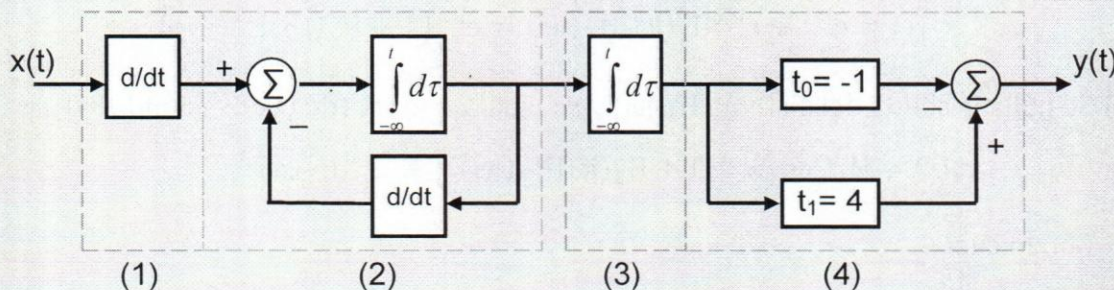 x(t)
d/dt
+
Σ
−
t
∫ dτ
−∞
d/dt
t
∫ dτ
−∞
t₀= -1
−
Σ
y(t)
+
t₁= 4
(1) (2) (3) (4)